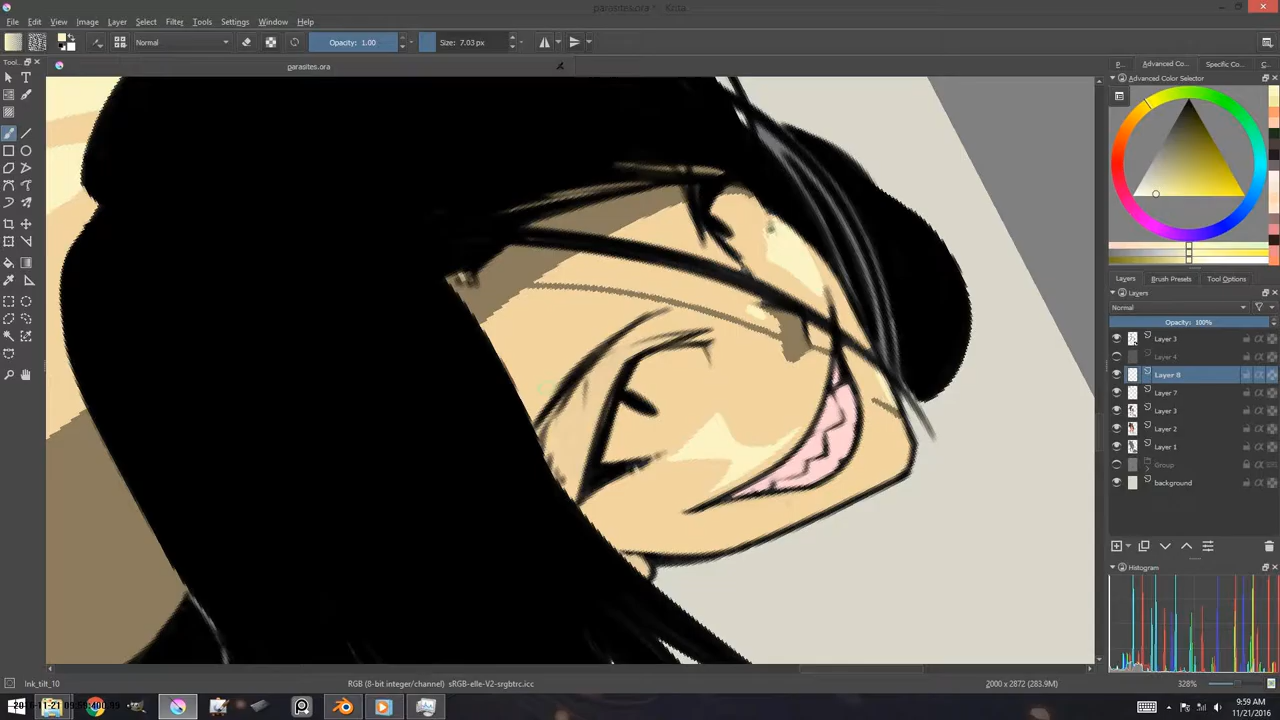 parasites.ora * - Krita
File Edit View Image Layer Select Filter Tools Settings Window Help
Normal Opacity: 1.00 Size: 7.03 px
Tool...
parasites.ora
P... Advanced Co... Specific Co... C...
Advanced Color Selector
Layers Brush Presets Tool Options
Layers
Normal
Opacity: 100%
Layer 3
Layer 4
Layer 8
Layer 7
Layer 3
Layer 2
Layer 1
Group
background
Histogram
Ink_tilt_10 RGB (8-bit integer/channel) sRGB-elle-V2-srgbtrc.ico 2000 x 2872 (283.9M) 328%
9:59 AM
11/21/2016